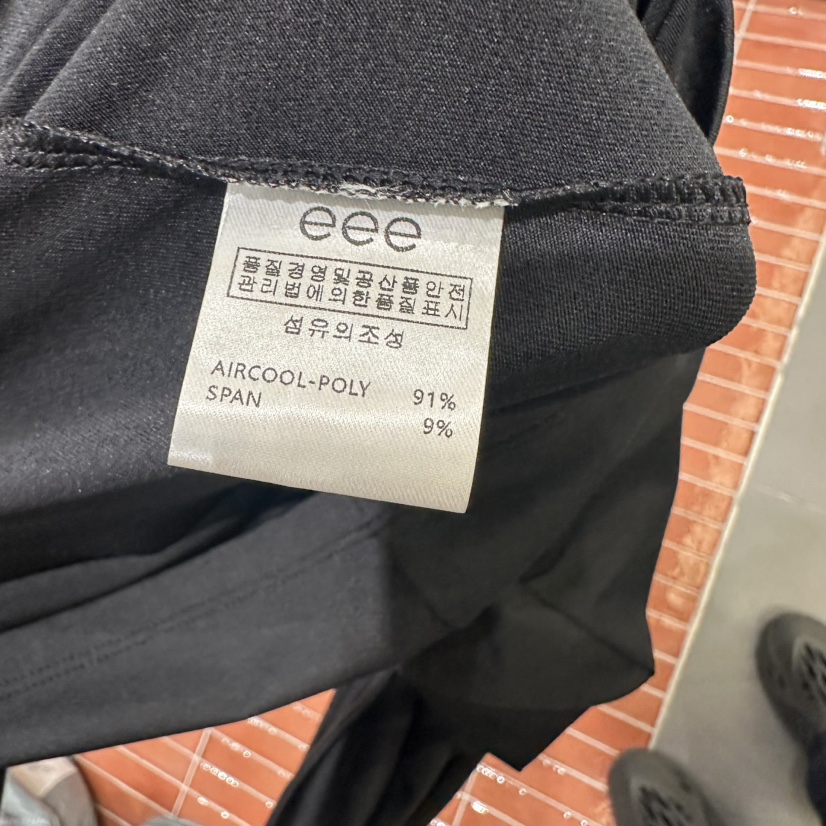 eee
품질경영및공산품안전
관리법에의한품질표시
섬유의조성
AIRCOOL-POLY 91%
SPAN 9%